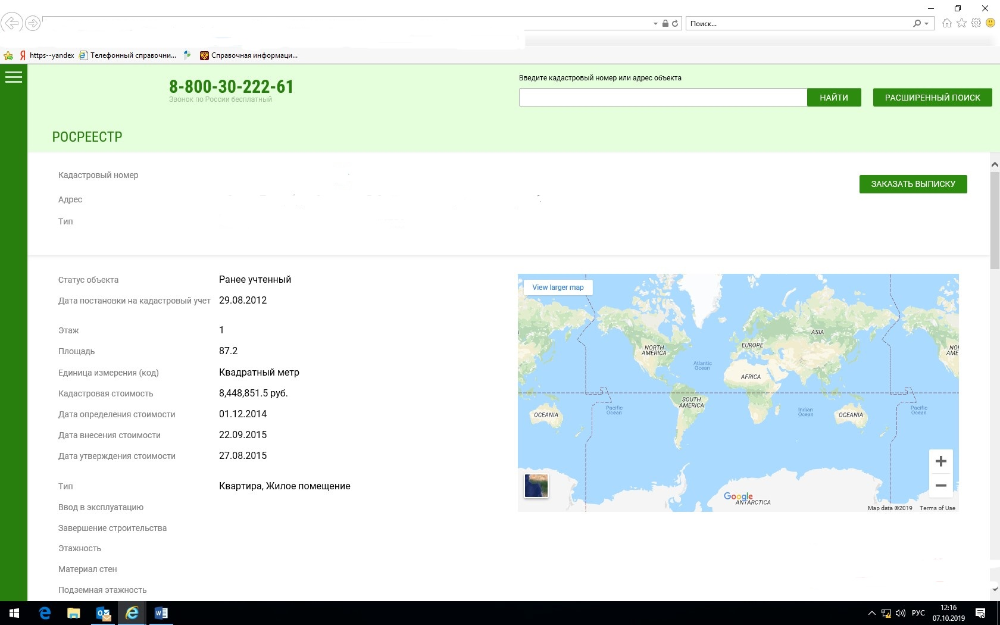 Поиск...
https--yandex
Телефонный справочни...
Справочная информаци...
8-800-30-222-61
Звонок по России бесплатный
Введите кадастровый номер или адрес объекта
НАЙТИ
РАСШИРЕННЫЙ ПОИСК
РОСРЕЕСТР
Кадастровый номер
Адрес
Тип
ЗАКАЗАТЬ ВЫПИСКУ
Статус объекта Ранее учтенный
Дата постановки на кадастровый учет 29.08.2012
Этаж 1
Площадь 87.2
Единица измерения (код) Квадратный метр
Кадастровая стоимость 8,448,851.5 руб.
Дата определения стоимости 01.12.2014
Дата внесения стоимости 22.09.2015
Дата утверждения стоимости 27.08.2015
Тип Квартира, Жилое помещение
Ввод в эксплуатацию
Завершение строительства
Этажность
Материал стен
Подземная этажность
View larger map
ASIA
EUROPE
NORTH
AMERICA
NOR
AME
Atlantic
Ocean
AFRICA
SOUTH
AMERICA
OCEANIA
Pacific
Ocean
Indian
Ocean
OCEANIA
Pacific
Ocean
Google
ANTARCTICA
Map data ©2019 Terms of Use
РУС
12:16
07.10.2019